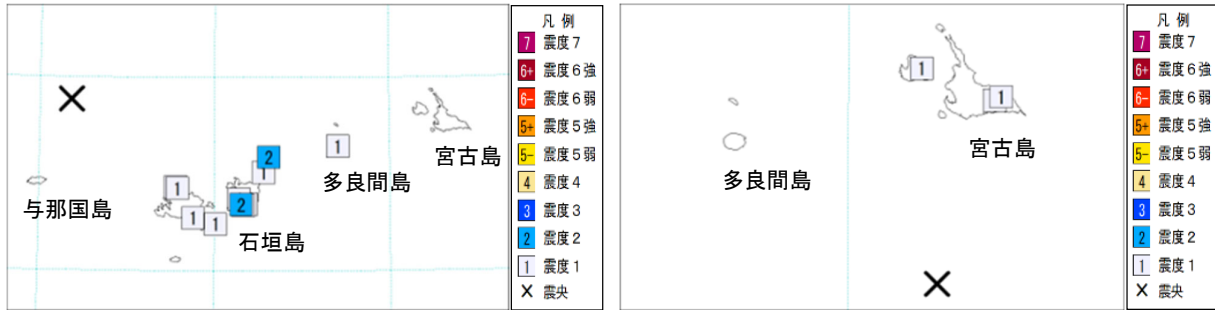 2
1
1
2
1
1
1
与那国島
石垣島
多良間島
宮古島
凡 例
7 震度７
6+ 震度６強
6- 震度６弱
5+ 震度５強
5- 震度５弱
4 震度４
3 震度３
2 震度２
1 震度１
× 震央
1
1
多良間島
宮古島
凡 例
7 震度７
6+ 震度６強
6- 震度６弱
5+ 震度５強
5- 震度５弱
4 震度４
3 震度３
2 震度２
1 震度１
× 震央